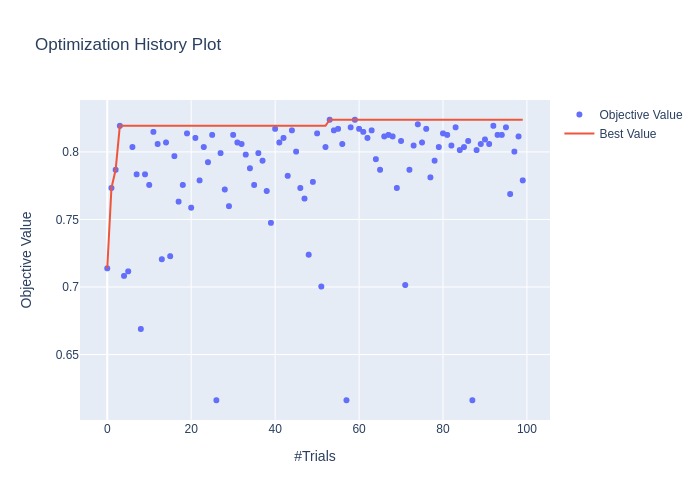 Optimization History Plot
Objective Value
Best Value
0.8
0.75
0.7
0.65
Objective Value
0
20
40
60
80
100
#Trials